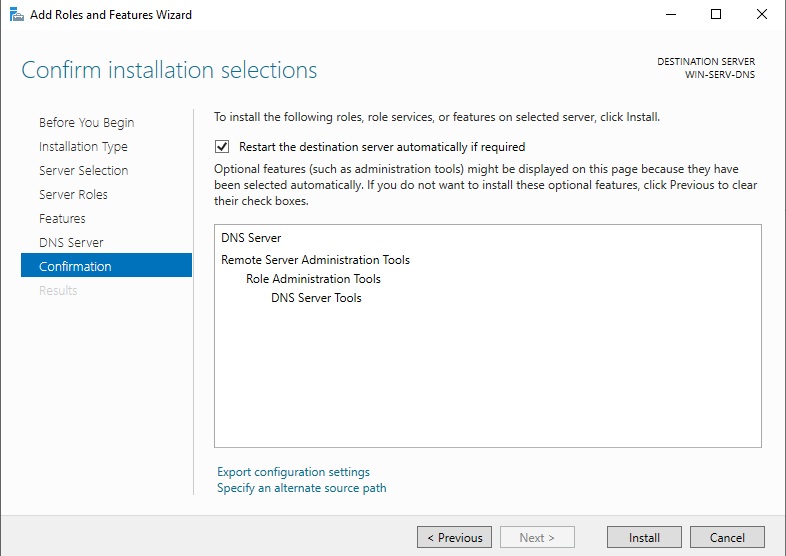 Add Roles and Features Wizard
Confirm installation selections
DESTINATION SERVER
WIN-SERV-DNS
Before You Begin
Installation Type
Server Selection
Server Roles
Features
DNS Server
Confirmation
Results
To install the following roles, role services, or features on selected server, click Install.
Restart the destination server automatically if required
Optional features (such as administration tools) might be displayed on this page because they have
been selected automatically. If you do not want to install these optional features, click Previous to clear
their check boxes.
DNS Server
Remote Server Administration Tools
Role Administration Tools
DNS Server Tools
Export configuration settings
Specify an alternate source path
< Previous
Next >
Install
Cancel